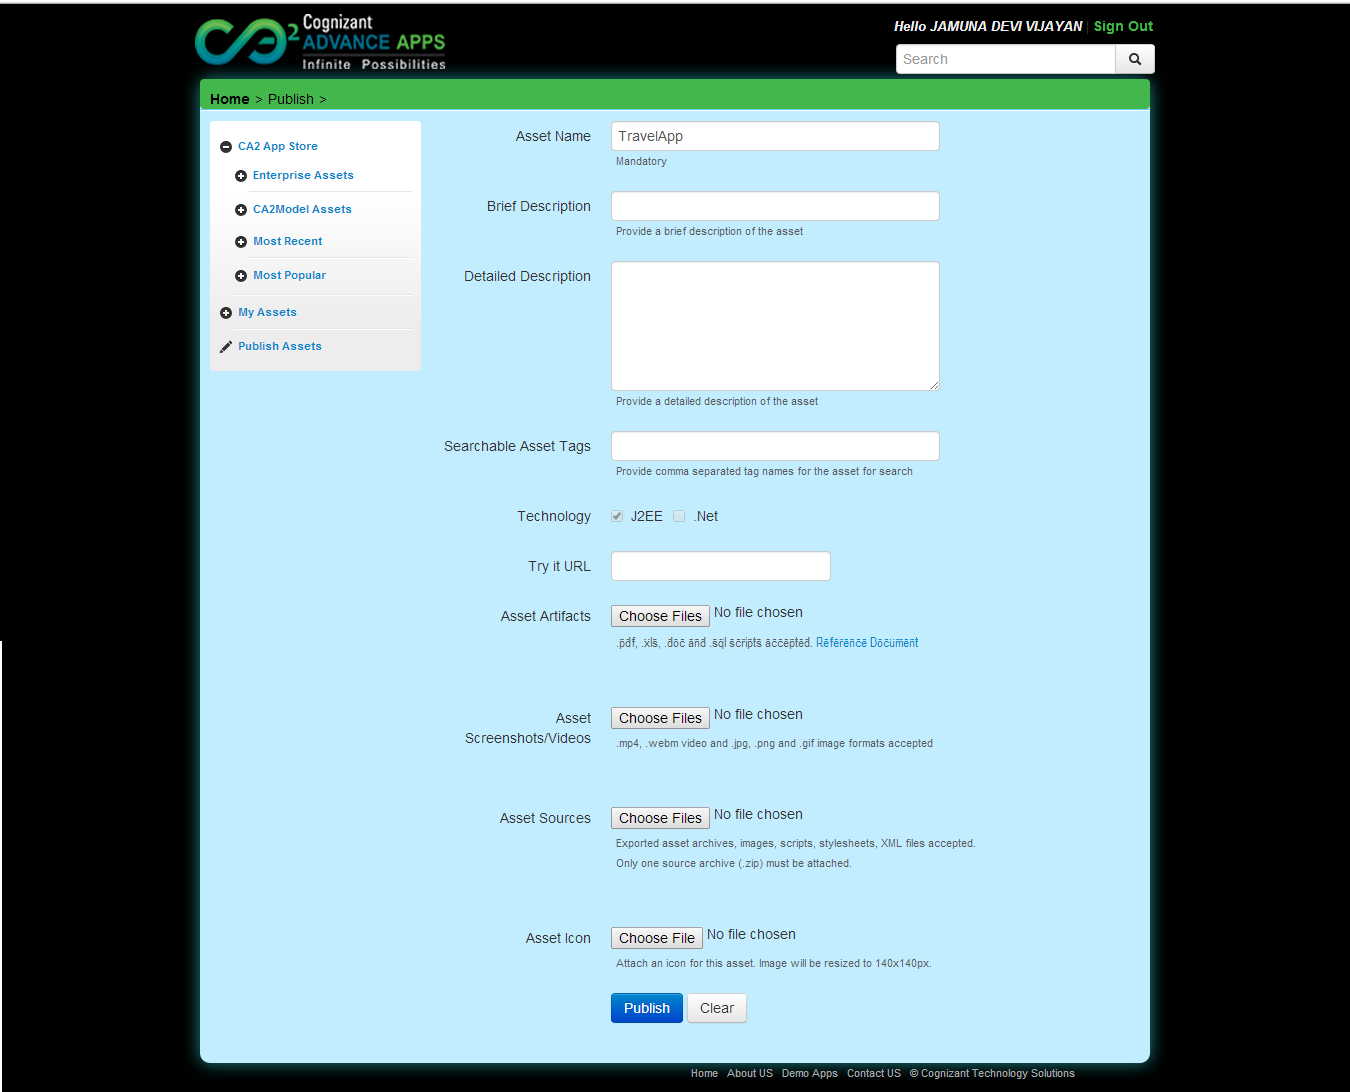 CA2 Cognizant
ADVANCE APPS
Infinite Possibilities
Hello JAMUNA DEVI VIJAYAN | Sign Out
Search
Home > Publish >
CA2 App Store
Enterprise Assets
CA2Model Assets
Most Recent
Most Popular
My Assets
Publish Assets
Asset Name TravelApp
Mandatory
Brief Description
Provide a brief description of the asset
Detailed Description
Provide a detailed description of the asset
Searchable Asset Tags
Provide comma separated tag names for the asset for search
Technology J2EE .Net
Try it URL
Asset Artifacts Choose Files No file chosen
.pdf, .xls, .doc and .sql scripts accepted. Reference Document
Asset
Screenshots/Videos Choose Files No file chosen
.mp4, .webm video and .jpg, .png and .gif image formats accepted
Asset Sources Choose Files No file chosen
Exported asset archives, images, scripts, stylesheets, XML files accepted.
Only one source archive (.zip) must be attached.
Asset Icon Choose File No file chosen
Attach an icon for this asset. Image will be resized to 140x140px.
Publish Clear
Home About US Demo Apps Contact US © Cognizant Technology Solutions